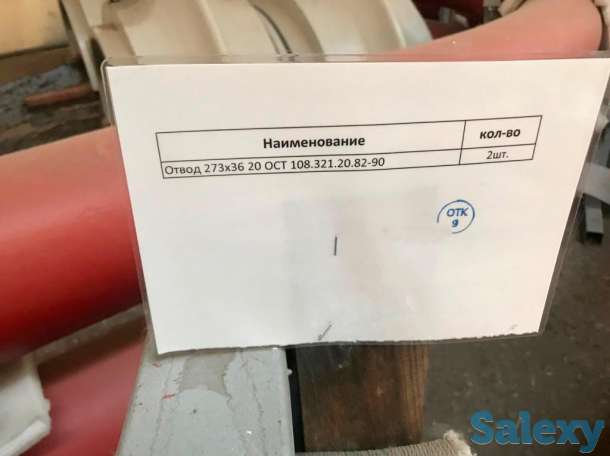 Наименование кол-во
Отвод 273х36 20 ОСТ 108.321.20.82-90 2шт.
ОТК
9
Salexy